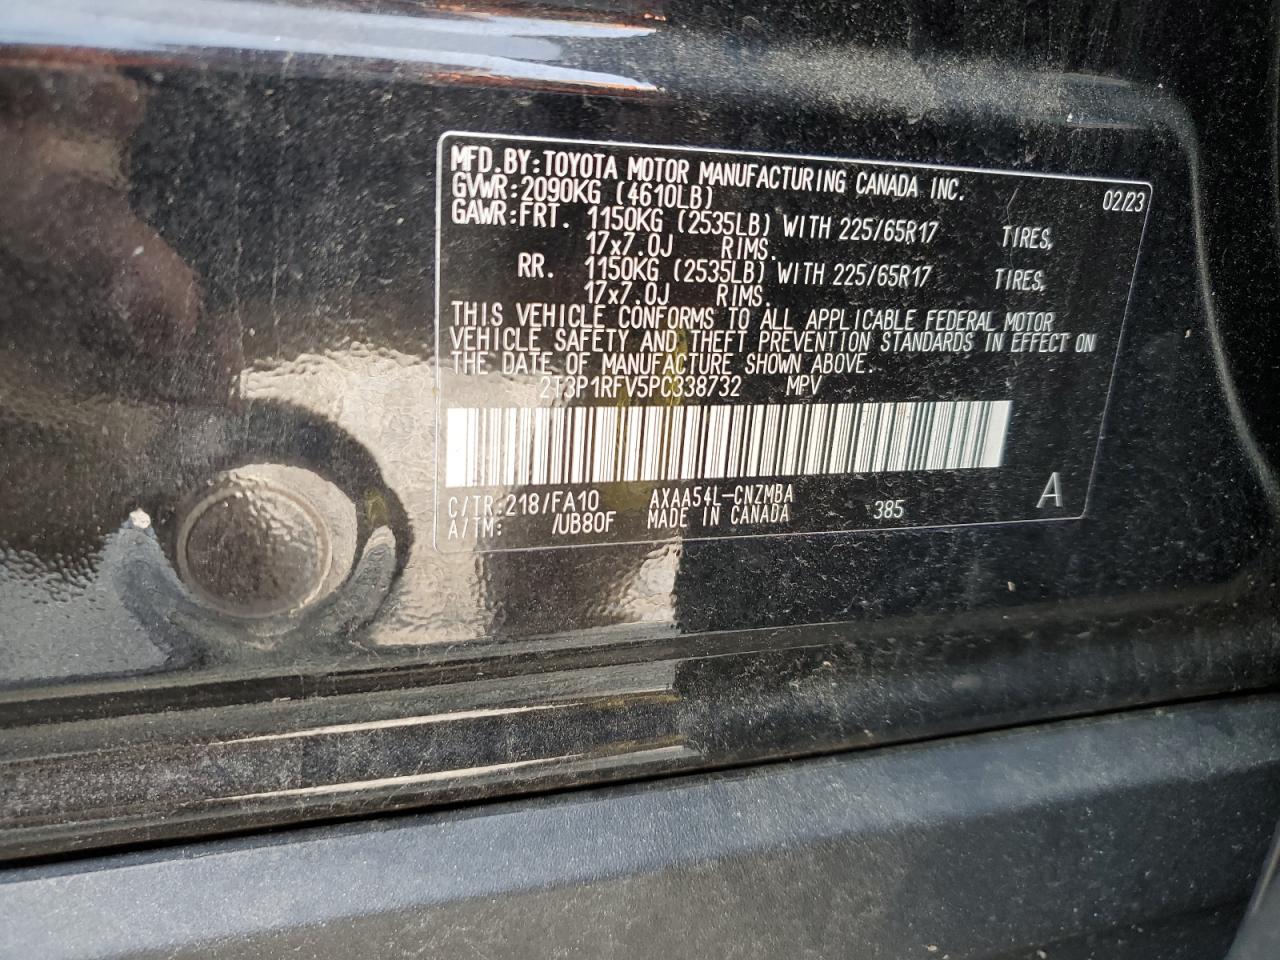 MFD.BY:TOYOTA MOTOR MANUFACTURING CANADA INC. 02/23
GVWR:2090KG (4610LB)
GAWR:FRT. 1150KG (2535LB) WITH 225/65R17 TIRES,
17x7.0J RIMS.
RR. 1150KG (2535LB) WITH 225/65R17 TIRES,
17x7.0J RIMS.
THIS VEHICLE CONFORMS TO ALL APPLICABLE FEDERAL MOTOR
VEHICLE SAFETY AND THEFT PREVENTION STANDARDS IN EFFECT ON
THE DATE OF MANUFACTURE SHOWN ABOVE.
2T3P1RFV5PC338732 MPV
C/TR:218/FA10 AXAA54L-CNZMBA 385 A
A/TM: /UB80F MADE IN CANADA